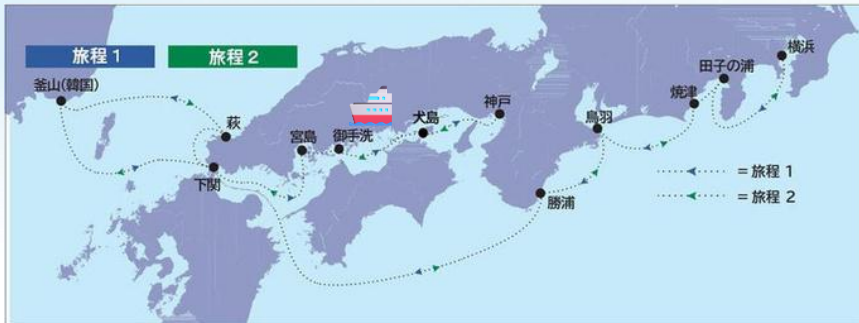 旅程1
旅程2
横浜
田子の浦
釜山(韓国)
焼津
神戸
鳥羽
犬島
萩
宮島
御手洗
下関
= 旅程 1
= 旅程 2
勝浦